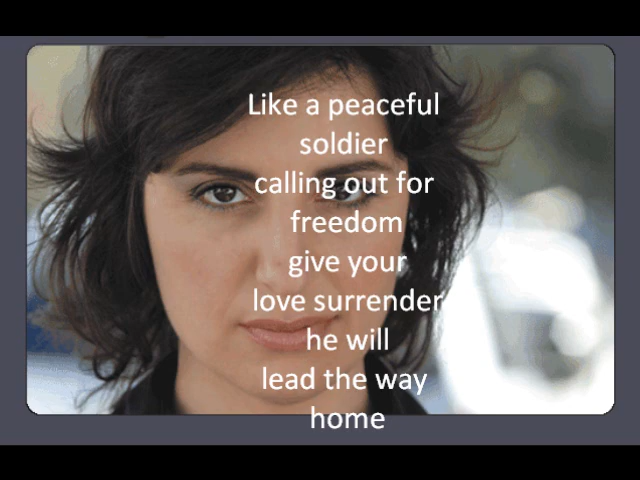 Like a peaceful
soldier
calling out for
freedom
give your
love surrender
he will
lead the way
home